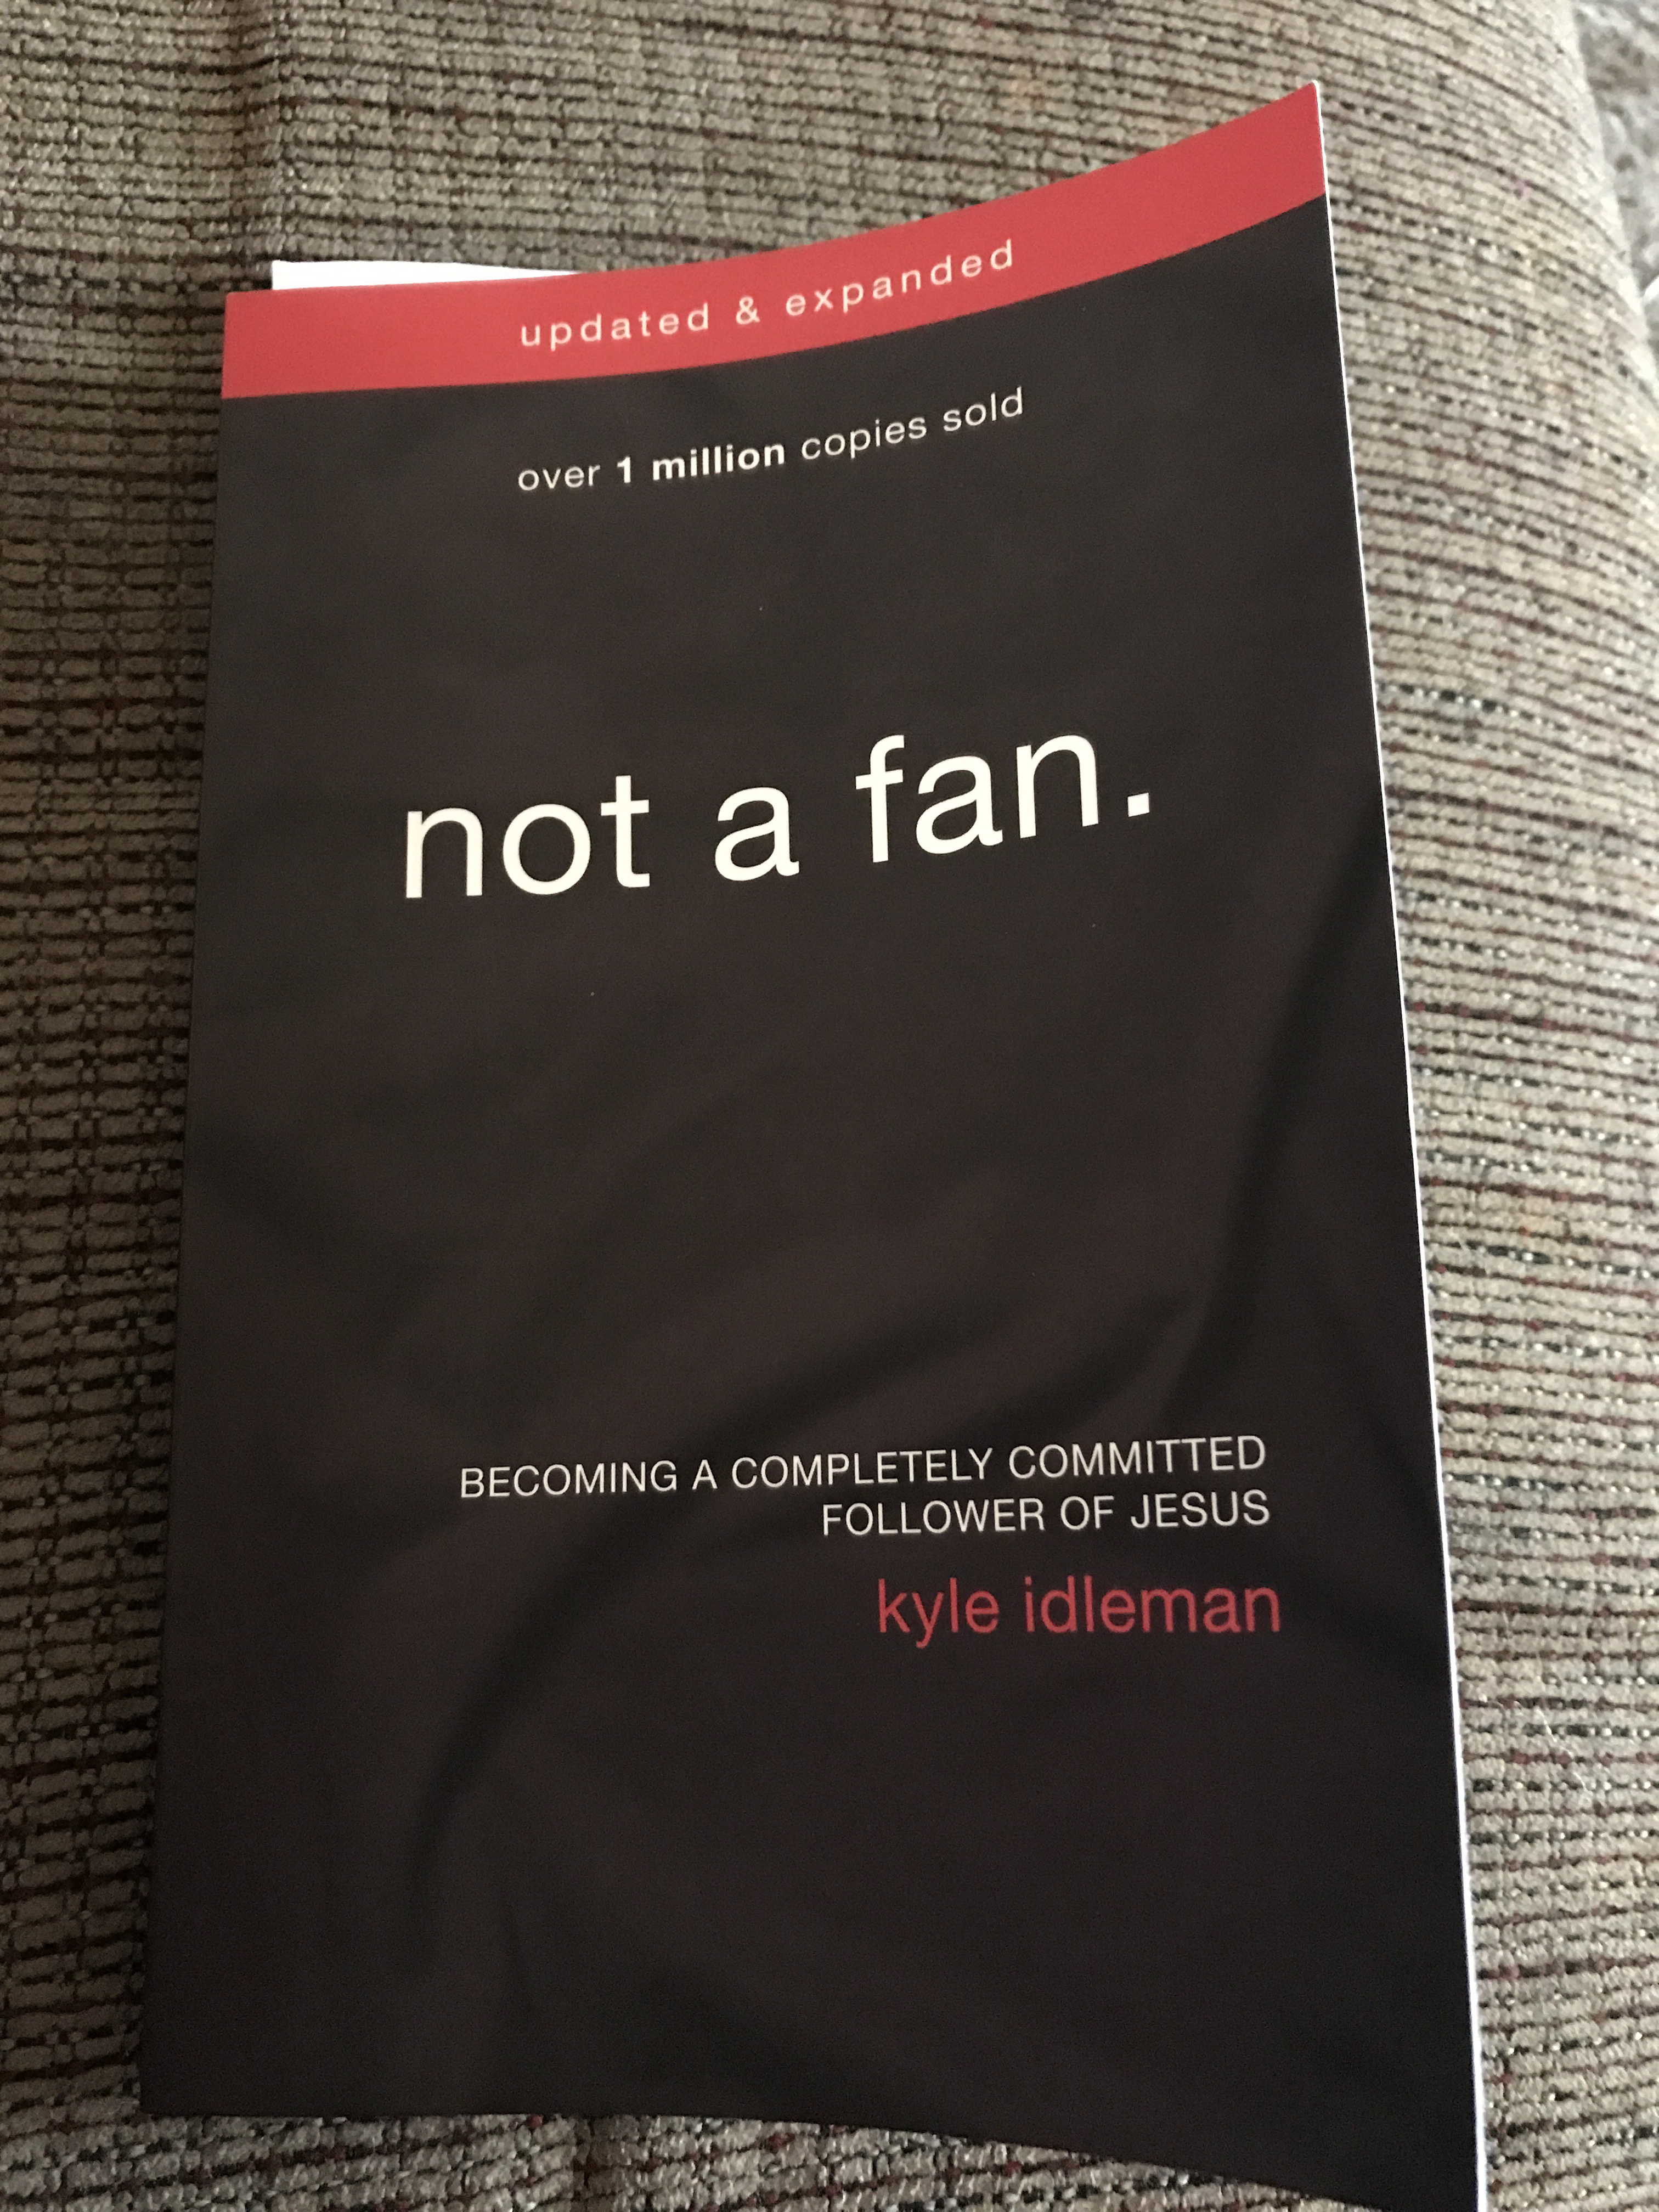 updated & expanded
over 1 million copies sold
not a fan.
BECOMING A COMPLETELY COMMITTED
FOLLOWER OF JESUS
kyle idleman